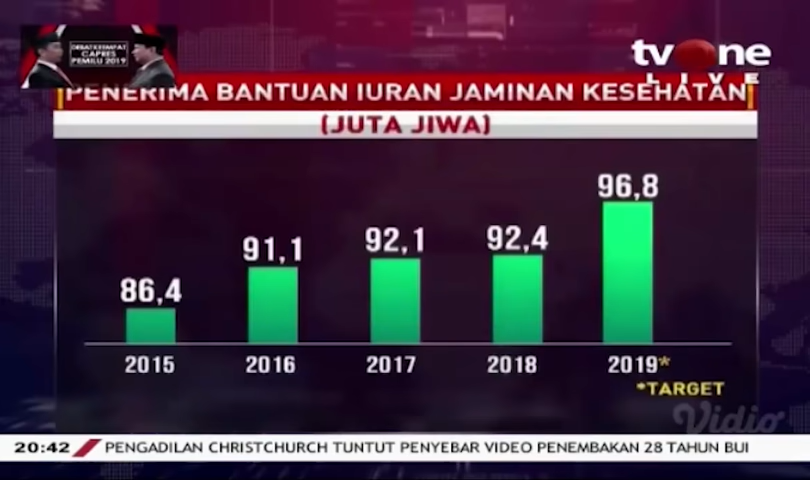 DEBAT KEEMPAT
CAPRES
PEMILU 2019
tvOne
LIVE
PENERIMA BANTUAN IURAN JAMINAN KESEHATAN
(JUTA JIWA)
96,8
92,1
92,4
91,1
86,4
2015 2016 2017 2018 2019*
*TARGET
Vidio
20:42 PENGADILAN CHRISTCHURCH TUNTUT PENYEBAR VIDEO PENEMBAKAN 28 TAHUN BUI